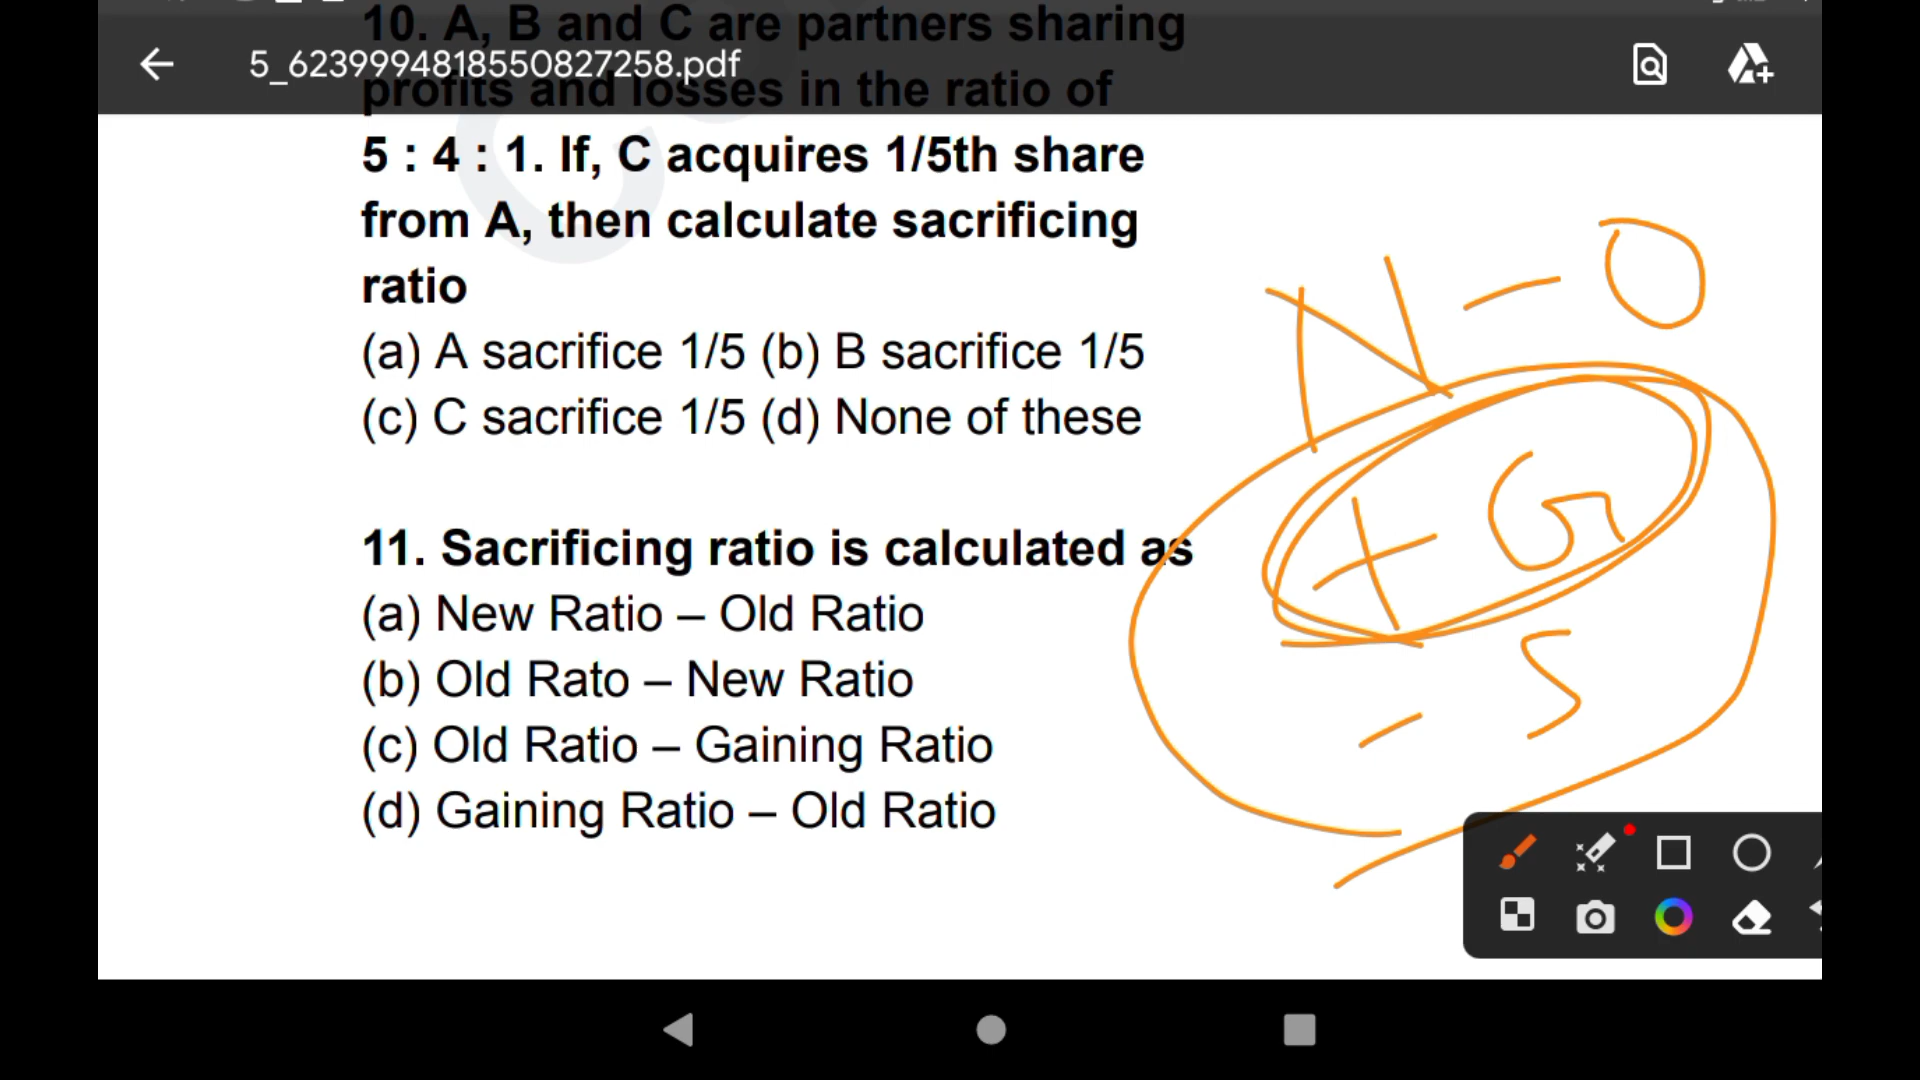 10. A, B and C are partners sharing
5_6239994818550827258.pdf
profits and losses in the ratio of
5 : 4 : 1. If, C acquires 1/5th share
from A, then calculate sacrificing
ratio
(a) A sacrifice 1/5 (b) B sacrifice 1/5
(c) C sacrifice 1/5 (d) None of these
N - O
+ G
- S
11. Sacrificing ratio is calculated as
(a) New Ratio – Old Ratio
(b) Old Rato – New Ratio
(c) Old Ratio – Gaining Ratio
(d) Gaining Ratio – Old Ratio